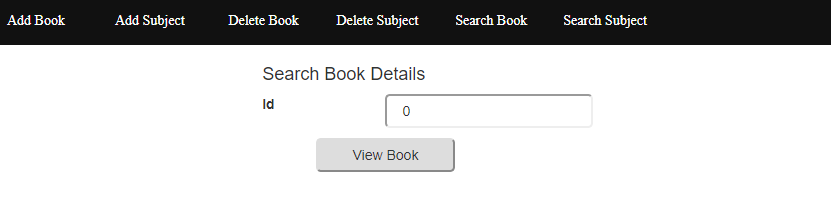 Add Book Add Subject Delete Book Delete Subject Search Book Search Subject
Search Book Details
Id 0
View Book